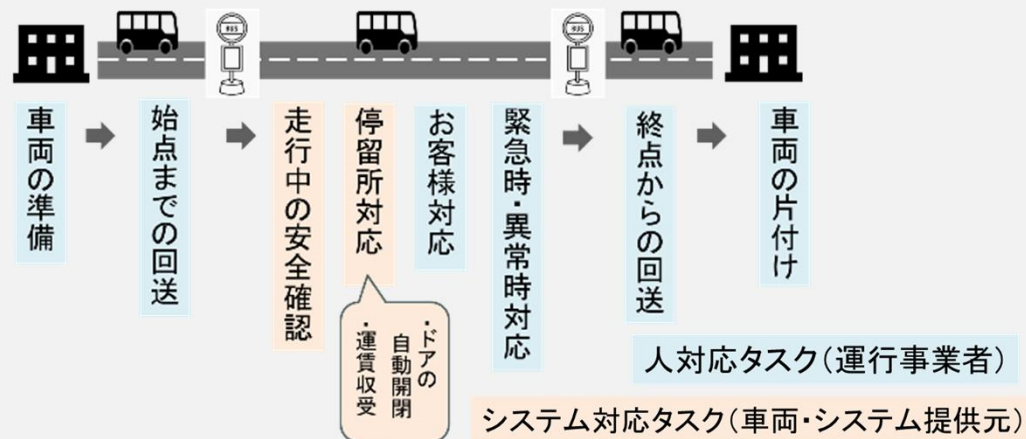 BUS
BUS
車両の準備
始点までの回送
走行中の安全確認
停留所対応
お客様対応
緊急時・異常時対応
終点からの回送
車両の片付け
・ドアの
自動開閉
・運賃収受
人対応タスク(運行事業者)
システム対応タスク(車両・システム提供元)